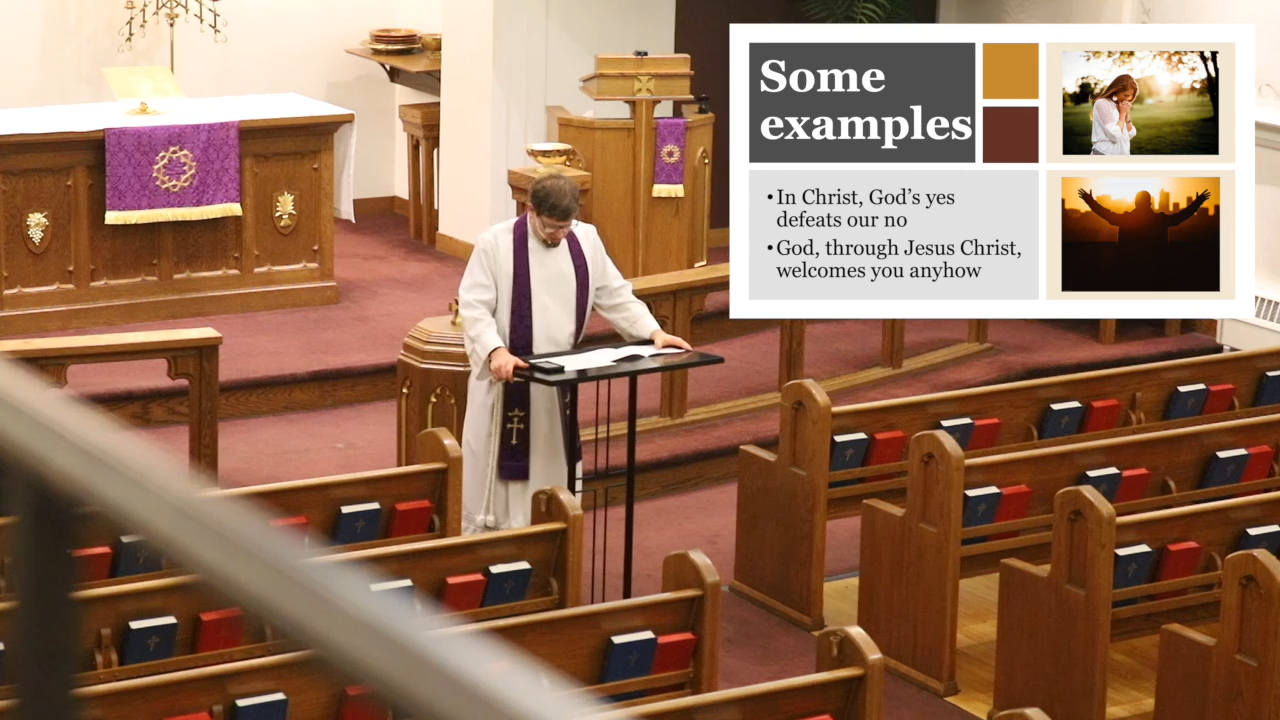 Some
examples
•In Christ, God’s yes
defeats our no
•God, through Jesus Christ,
welcomes you anyhow